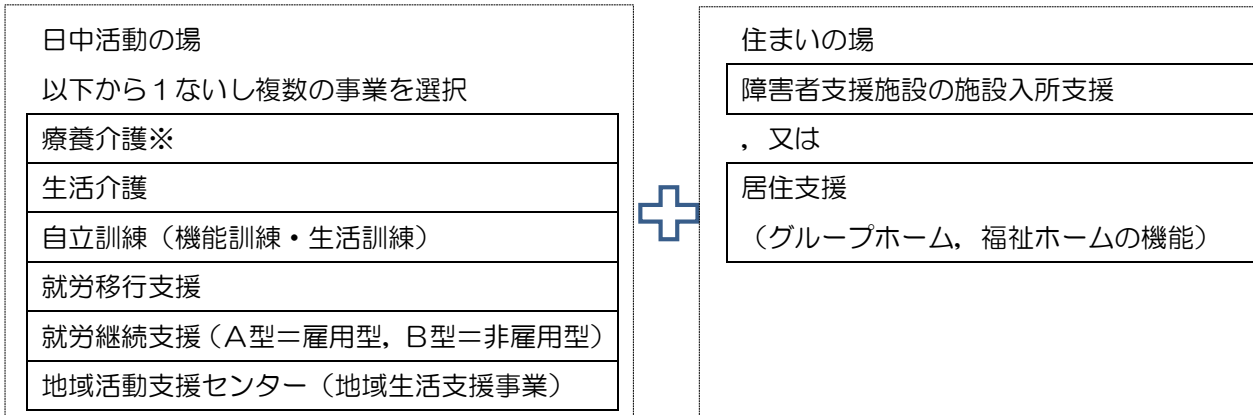 日中活動の場
以下から１ないし複数の事業を選択
療養介護※
生活介護
自立訓練（機能訓練・生活訓練）
就労移行支援
就労継続支援（Ａ型＝雇用型，Ｂ型＝非雇用型）
地域活動支援センター（地域生活支援事業）
住まいの場
障害者支援施設の施設入所支援
，又は
居住支援
（グループホーム，福祉ホームの機能）